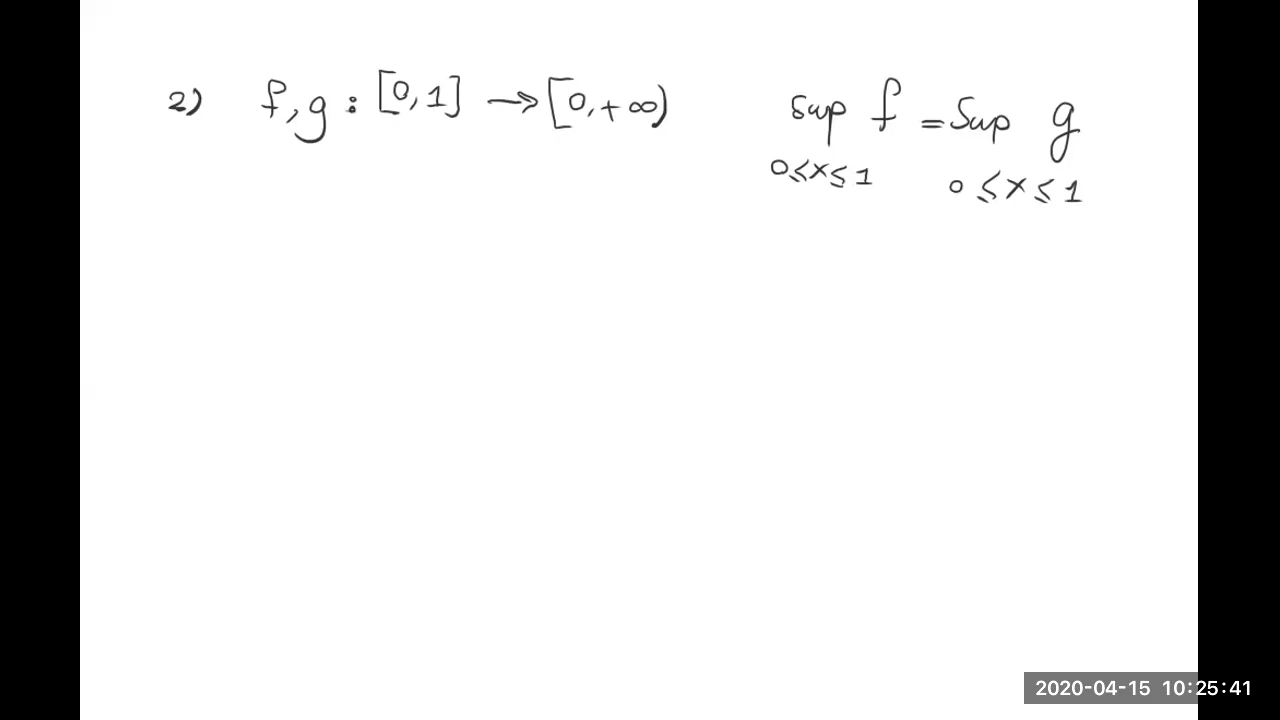 2) f, g : [0, 1] → [0, + ∞) sup f = sup g
0≤x≤1 0≤x≤1
2020-04-15 10:25:41